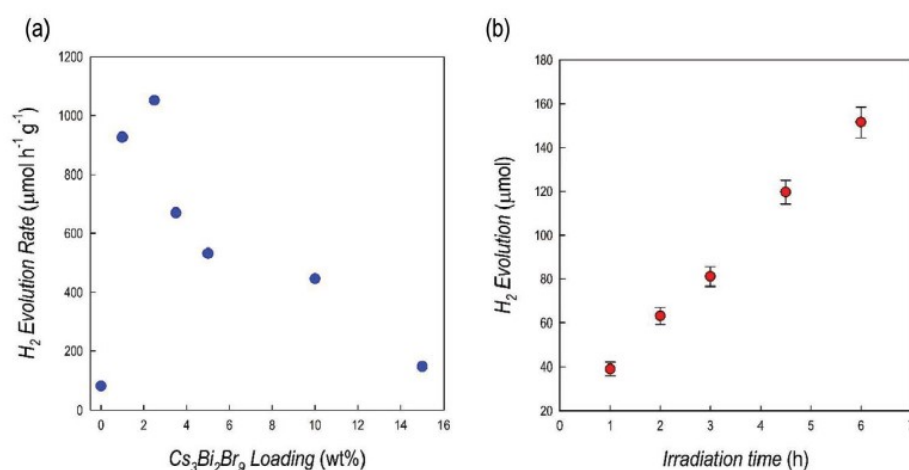 (a)
1200
1000
800
600
400
200
0
H₂ Evolution Rate (μmol h⁻¹ g⁻¹)
0 2 4 6 8 10 12 14 16
Cs₃Bi₂Br₉ Loading (wt%)
(b)
180
160
140
120
100
80
60
40
20
H₂ Evolution (μmol)
0 1 2 3 4 5 6 7
Irradiation time (h)